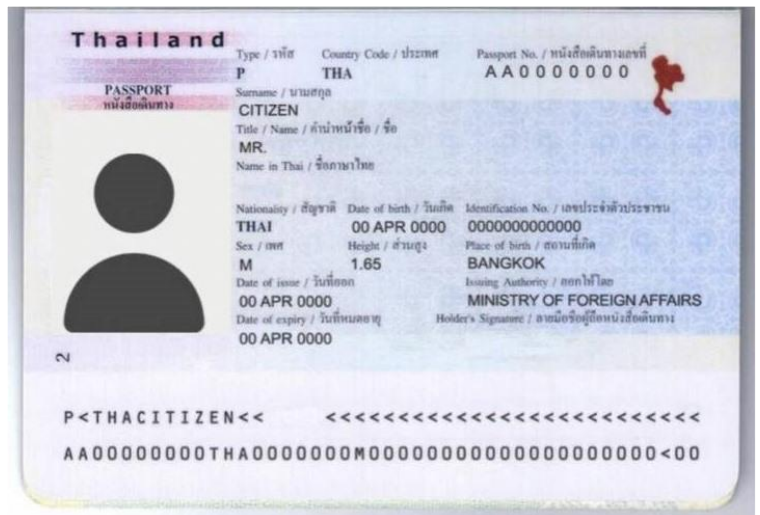 Thailand
PASSPORT
หนังสือเดินทาง
Type / รหัส Country Code / ประเทศ Passport No. / หนังสือเดินทางเลขที่
P THA AA0000000
Surname / นามสกุล
CITIZEN
Title / Name / คำนำหน้าชื่อ / ชื่อ
MR.
Name in Thai / ชื่อภาษาไทย
Nationality / สัญชาติ Date of birth / วันเกิด Identification No. / เลขประจำตัวประชาชน
THAI 00 APR 0000 0000000000000
Sex / เพศ Height / ส่วนสูง Place of birth / สถานที่เกิด
M 1.65 BANGKOK
Date of issue / วันที่ออก Issuing Authority / ออกให้โดย
00 APR 0000 MINISTRY OF FOREIGN AFFAIRS
Date of expiry / วันที่หมดอายุ Holder's Signature / ลายมือชื่อผู้ถือหนังสือเดินทาง
00 APR 0000
2
P<THACITIZEN<< <<<<<<<<<<<<<<<<<<<<<<<<<<
AA00000000THA0000000M0000000000000000000000<00